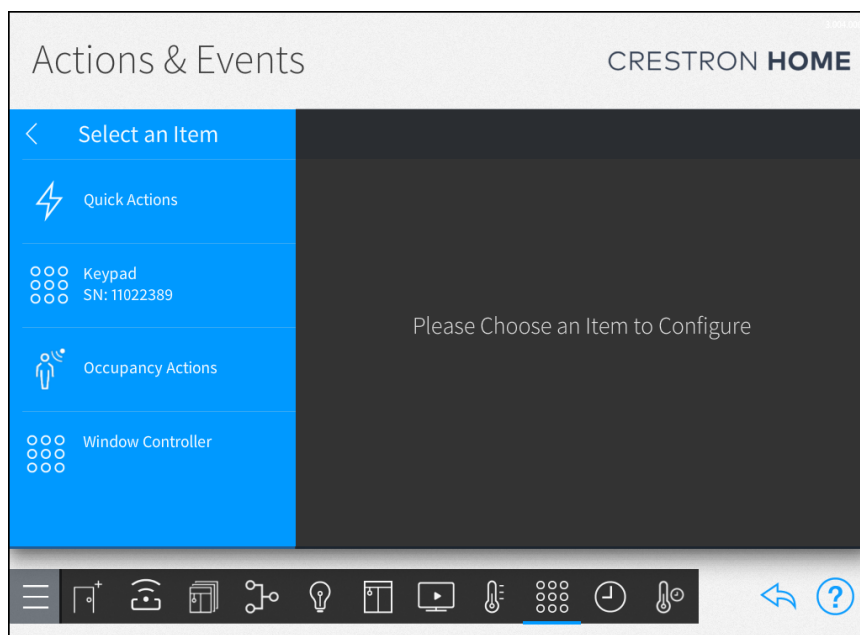 Actions & Events
CRESTRON HOME
Select an Item
Quick Actions
Keypad
SN: 11022389
Occupancy Actions
Window Controller
Please Choose an Item to Configure
?